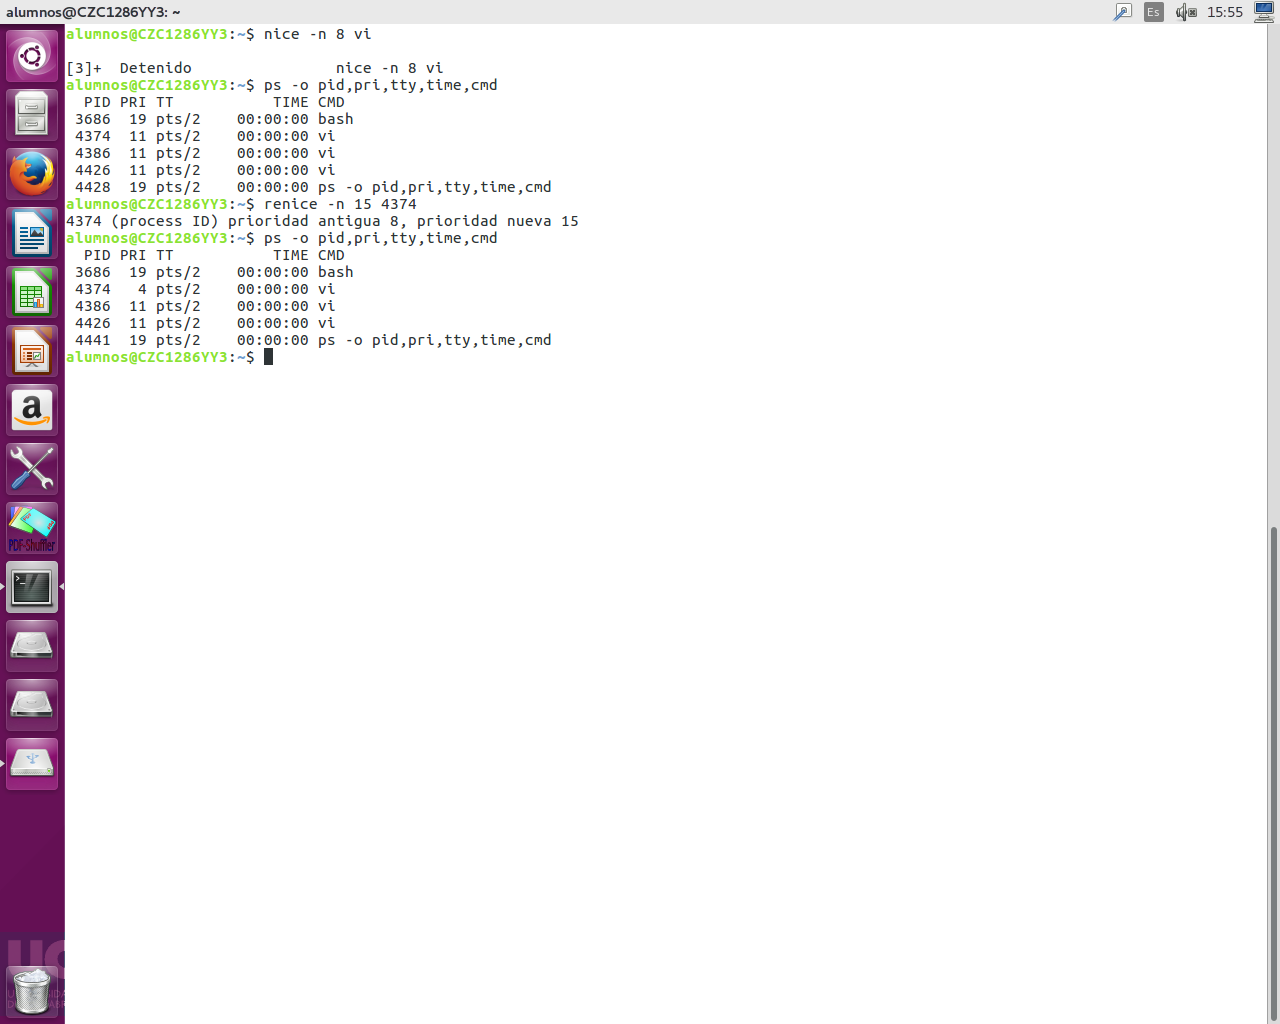 alumnos@CZC1286YY3: ~
Es
15:55
alumnos@CZC1286YY3:~$ nice -n 8 vi
[3]+  Detenido                nice -n 8 vi
alumnos@CZC1286YY3:~$ ps -o pid,pri,tty,time,cmd
  PID PRI TT           TIME CMD
 3686  19 pts/2    00:00:00 bash
 4374  11 pts/2    00:00:00 vi
 4386  11 pts/2    00:00:00 vi
 4426  11 pts/2    00:00:00 vi
 4428  19 pts/2    00:00:00 ps -o pid,pri,tty,time,cmd
alumnos@CZC1286YY3:~$ renice -n 15 4374
4374 (process ID) prioridad antigua 8, prioridad nueva 15
alumnos@CZC1286YY3:~$ ps -o pid,pri,tty,time,cmd
  PID PRI TT           TIME CMD
 3686  19 pts/2    00:00:00 bash
 4374   4 pts/2    00:00:00 vi
 4386  11 pts/2    00:00:00 vi
 4426  11 pts/2    00:00:00 vi
 4441  19 pts/2    00:00:00 ps -o pid,pri,tty,time,cmd
alumnos@CZC1286YY3:~$
a
PDF-Shuffler